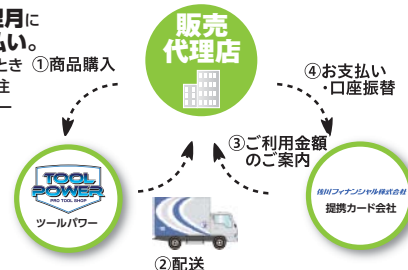 翌月に
払い。
とき
注
ー
販売
代理店
①商品購入
④お支払い
・口座振替
③ご利用金額
のご案内
TOOL
POWER
PRO TOOL SHOP
ツールパワー
佐川フィナンシャル株式会社
提携カード会社
②配送